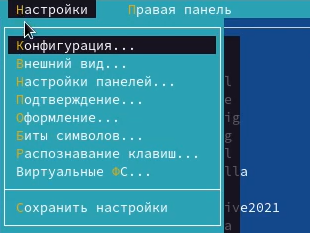 Настройки Правая панель
Конфигурация...
Внешний вид...
Настройки панелей...
Подтверждение...
Оформление...
Биты символов...
Распознавание клавиш...
Виртуальные ФС...
Сохранить настройки